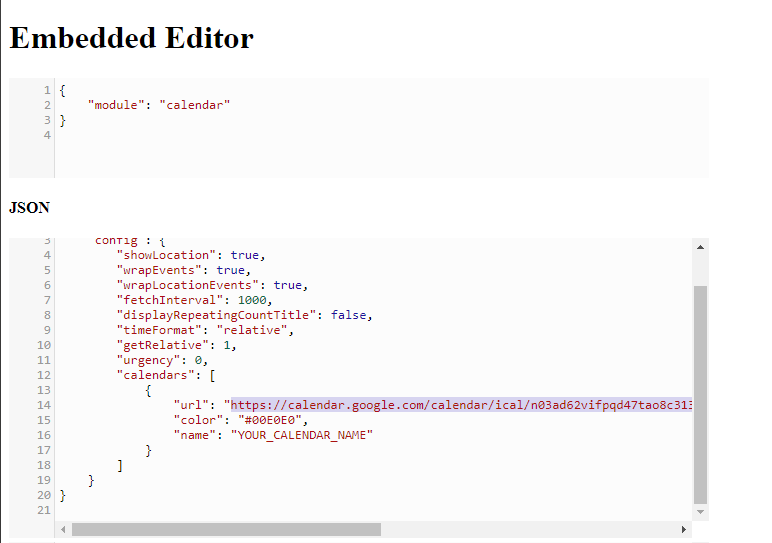 Embedded Editor
1 {
2     "module": "calendar"
3 }
4
JSON
3     config : {
4        "showLocation": true,
5        "wrapEvents": true,
6        "wrapLocationEvents": true,
7        "fetchInterval": 1000,
8        "displayRepeatingCountTitle": false,
9        "timeFormat": "relative",
10        "getRelative": 1,
11        "urgency": 0,
12        "calendars": [
13            {
14                "url": "https://calendar.google.com/calendar/ical/n03ad62vifpqd47tao8c313
15                "color": "#00E0E0",
16                "name": "YOUR_CALENDAR_NAME"
17            }
18        ]
19    }
20 }
21